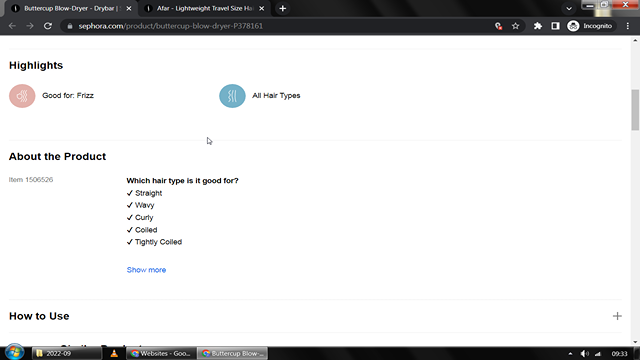 Buttercup Blow-Dryer - Drybar | S
Afar - Lightweight Travel Size Ha
sephora.com/product/buttercup-blow-dryer-P378161
Incognito
Highlights
Good for: Frizz
All Hair Types
About the Product
Item 1506526
Which hair type is it good for?
✓ Straight
✓ Wavy
✓ Curly
✓ Coiled
✓ Tightly Coiled
Show more
How to Use
2022-09
Websites - Goo...
Buttercup Blow-...
09:33